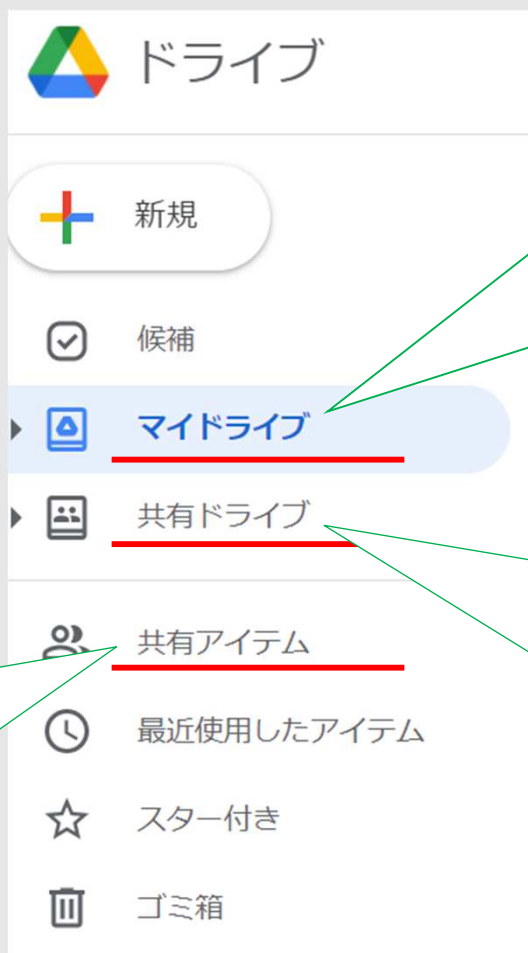 ドライブ
新規
候補
マイドライブ
共有ドライブ
共有アイテム
最近使用したアイテム
スター付き
ゴミ箱